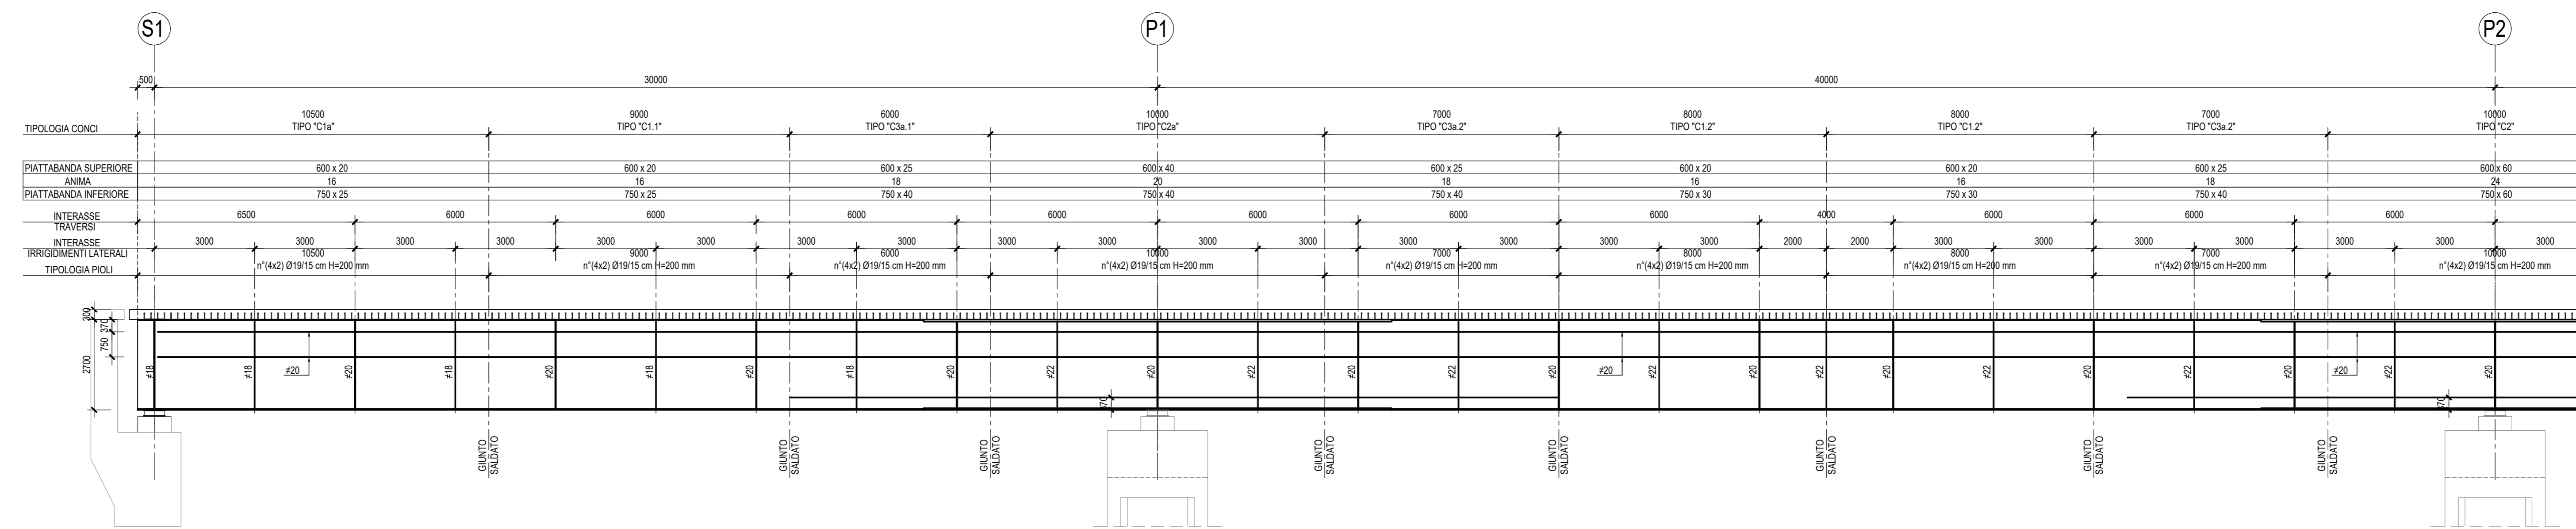 S1 P1 P2
500 30000 40000
10500 9000 6000 10000 7000 8000 8000 7000 10000
TIPOLOGIA CONCI TIPO "C1a" TIPO "C1.1" TIPO "C3a.1" TIPO "C2a" TIPO "C3a.2" TIPO "C1.2" TIPO "C1.2" TIPO "C3a.2" TIPO "C2"
PIATTABANDA SUPERIORE 600 x 20 600 x 20 600 x 25 600 x 40 600 x 25 600 x 20 600 x 20 600 x 25 600 x 60
ANIMA 16 16 18 20 18 16 16 18 24
PIATTABANDA INFERIORE 750 x 25 750 x 25 750 x 40 750 x 40 750 x 40 750 x 30 750 x 30 750 x 40 750 x 60
INTERASSE 6500 6000 6000 6000 6000 6000 6000 6000 4000 6000 6000 6000
TRAVERSI
INTERASSE 3000 3000 3000 3000 3000 3000 3000 3000 3000 3000 3000 3000 3000 3000 3000 3000 2000 2000 3000 3000 3000 3000 3000 3000 3000
IRRIGIDIMENTI LATERALI 10500 9000 6000 10000 7000 8000 8000 7000 10000
TIPOLOGIA PIOLI n°(4x2) Ø19/15 cm H=200 mm n°(4x2) Ø19/15 cm H=200 mm n°(4x2) Ø19/15 cm H=200 mm n°(4x2) Ø19/15 cm H=200 mm n°(4x2) Ø19/15 cm H=200 mm n°(4x2) Ø19/15 cm H=200 mm n°(4x2) Ø19/15 cm H=200 mm n°(4x2) Ø19/15 cm H=200 mm n°(4x2) Ø19/15 cm H=200 mm
300
370
750
2700
≠18 ≠18 ≠20 ≠20 ≠18 ≠20 ≠18 ≠20 ≠18 ≠20 ≠22 ≠20 ≠22 ≠20 ≠22 ≠20 ≠20 ≠22 ≠20 ≠22 ≠20 ≠22 ≠20 ≠22 ≠20 ≠20 ≠22 ≠20
370 370
GIUNTO SALDATO
GIUNTO SALDATO
GIUNTO SALDATO
GIUNTO SALDATO
GIUNTO SALDATO
GIUNTO SALDATO
GIUNTO SALDATO
GIUNTO SALDATO